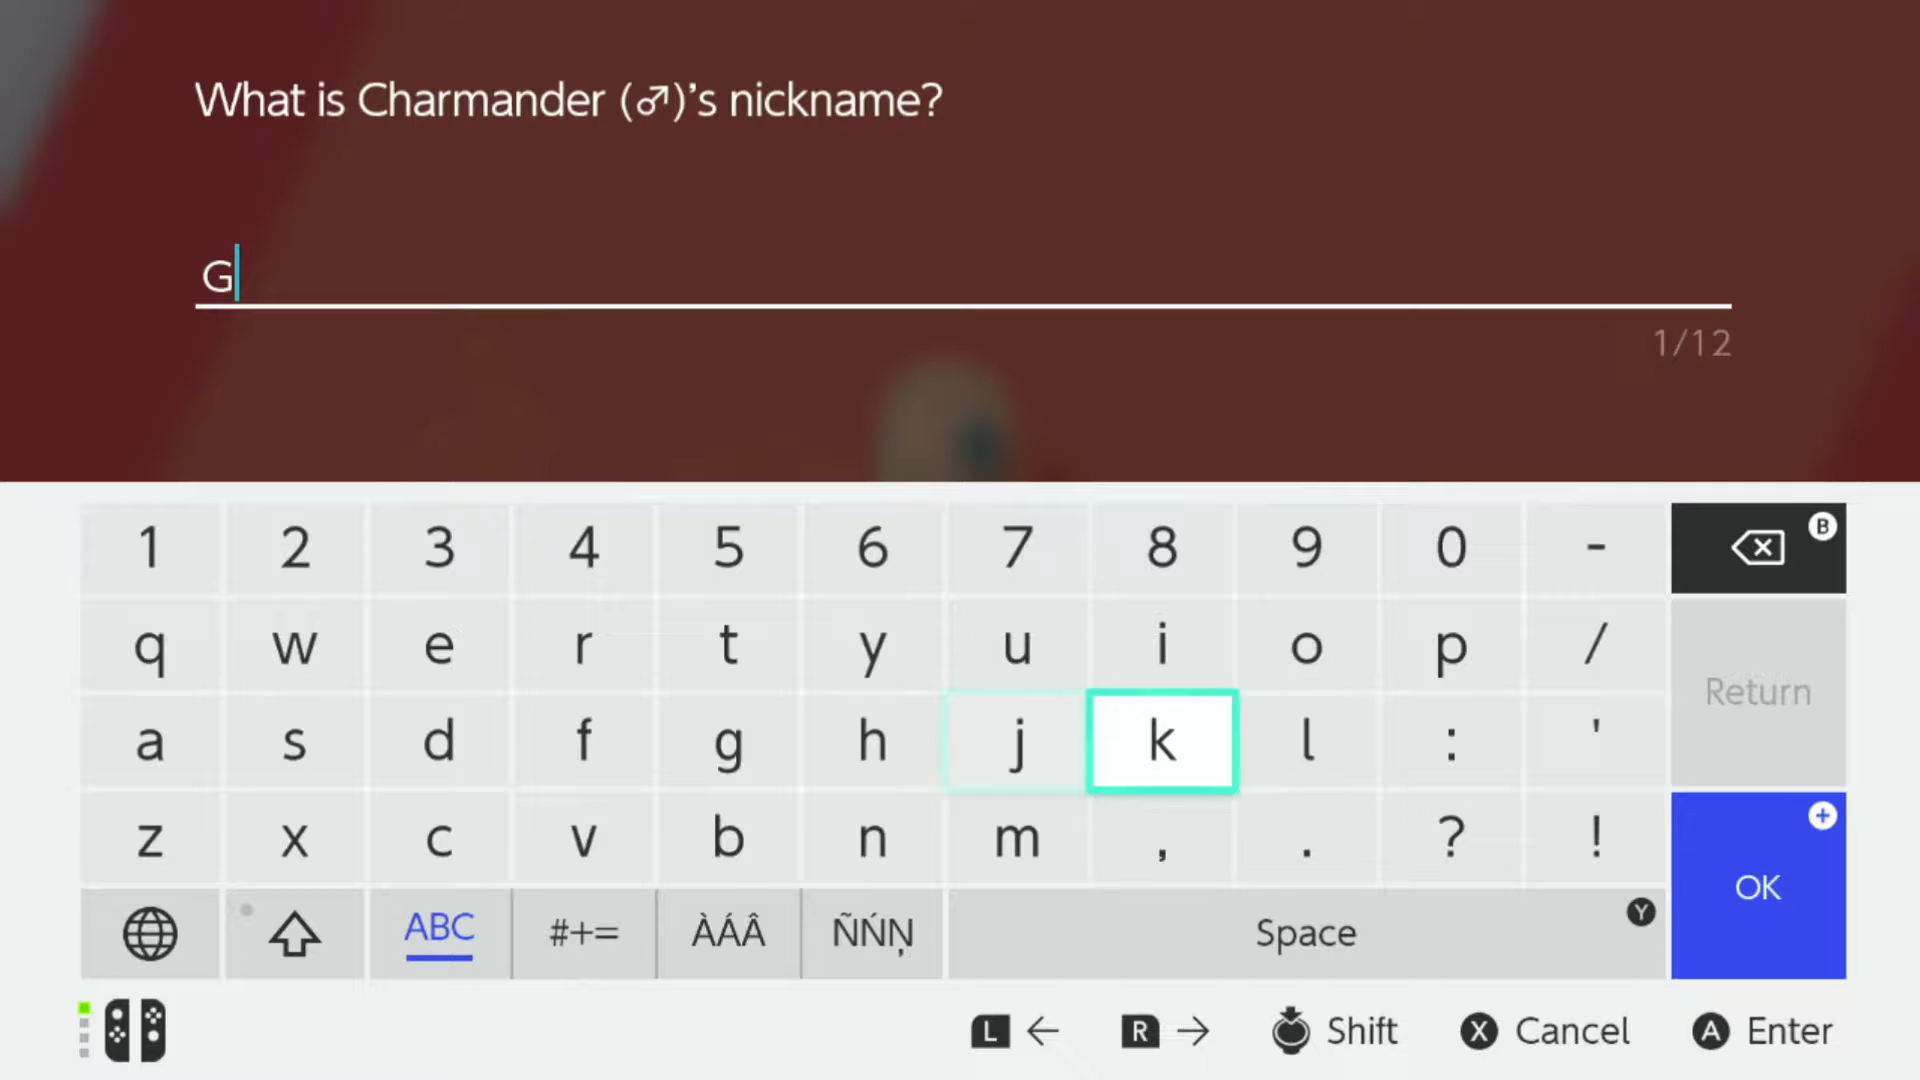 What is Charmander (♂)'s nickname?
G
1/12
1 2 3 4 5 6 7 8 9 0 - B
q w e r t y u i o p /
Return
a s d f g h j k l : '
z x c v b n m , . ? !
OK
ABC #+= ÀÁÂ ÑŃŅ Space Y
L ← R → Shift X Cancel A Enter